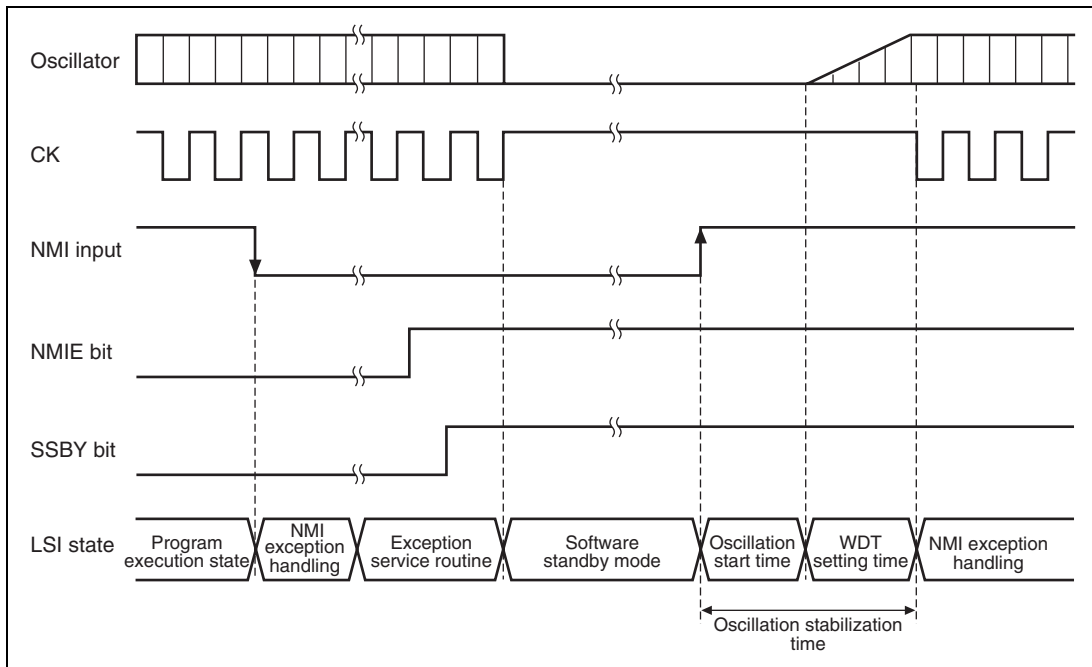 Oscillator
CK
NMI input
NMIE bit
SSBY bit
LSI state
Program
execution state
NMI
exception
handling
Exception
service routine
Software
standby mode
Oscillation
start time
WDT
setting time
NMI exception
handling
Oscillation stabilization
time